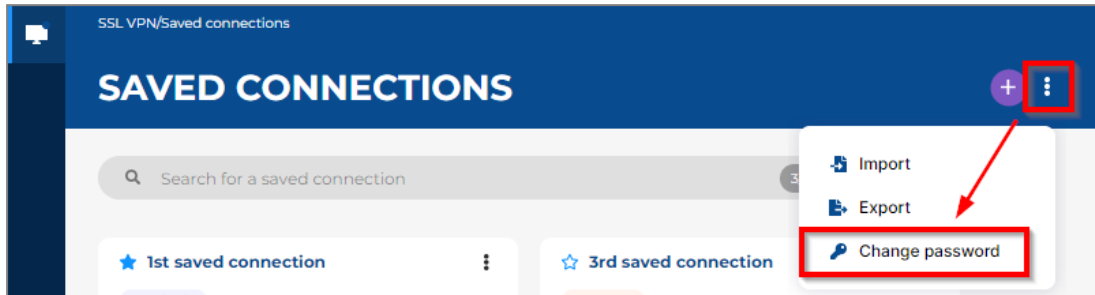 SSL VPN/Saved connections
SAVED CONNECTIONS
Search for a saved connection
3
Import
Export
Change password
1st saved connection
3rd saved connection